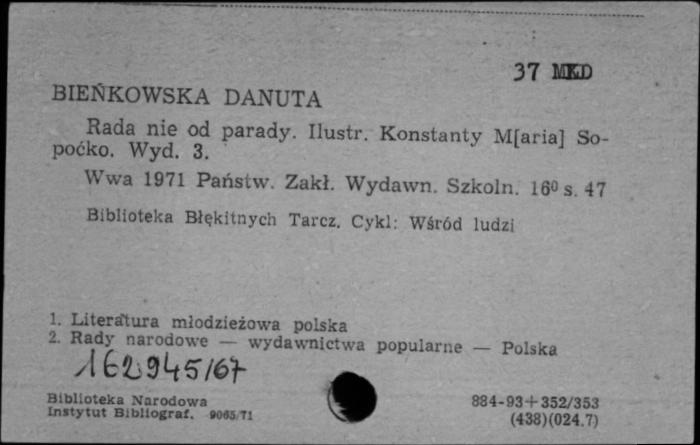 37 MKD
BIEŃKOWSKA DANUTA
Rada nie od parady. Ilustr. Konstanty M[aria] So-
poćko. Wyd. 3.
Wwa 1971 Państw. Zakł. Wydawn. Szkoln. 16⁰ s. 47
Biblioteka Błękitnych Tarcz. Cykl: Wśród ludzi
1. Literatura młodzieżowa polska
2. Rady narodowe — wydawnictwa popularne — Polska
162945/67
Biblioteka Narodowa
Instytut Bibliograf. 9065/71
884-93+352/353
(438)(024.7)